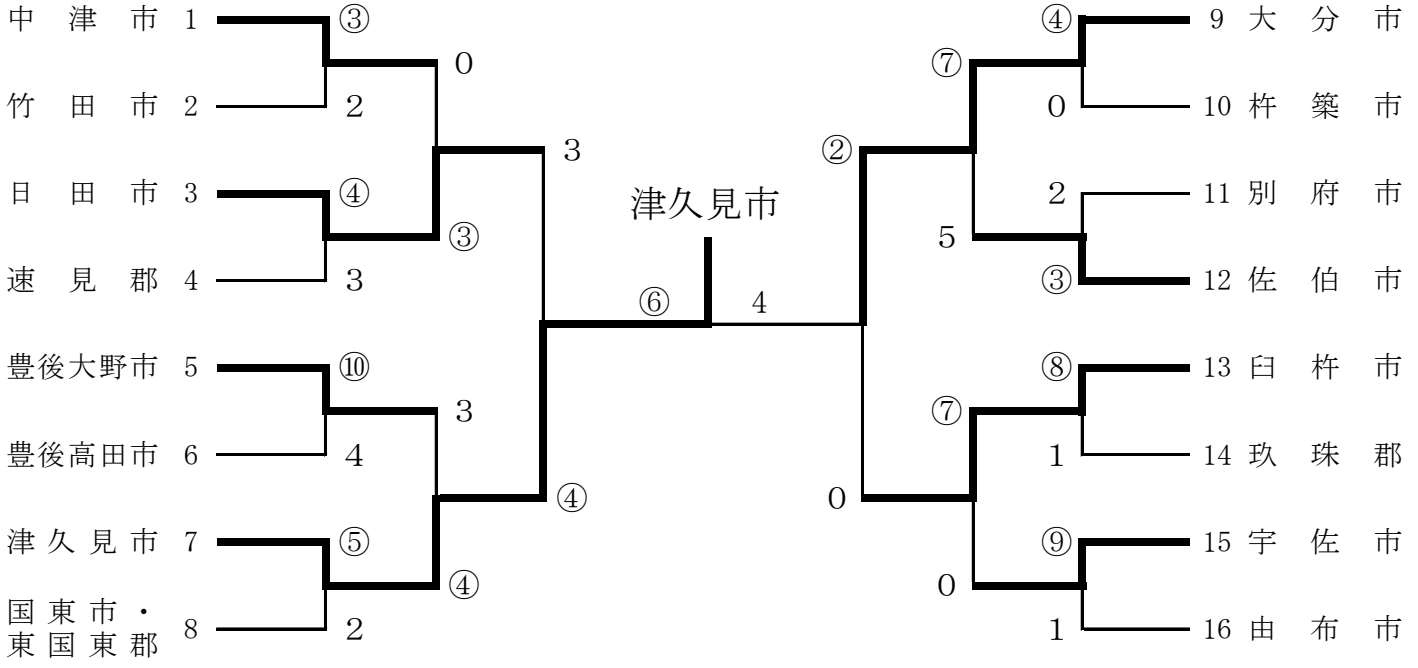 中津市 1 ③ ④ 9 大分市
0 ⑦
竹田市 2 2 0 10 杵築市
3 ②
日田市 3 ④ 2 11 別府市
津久見市
③ 5
速見郡 4 3 ③ 12 佐伯市
⑥ 4
豊後大野市 5 ⑩ ⑧ 13 臼杵市
3 ⑦
豊後高田市 6 4 1 14 玖珠郡
④ 0
津久見市 7 ⑤ ⑨ 15 宇佐市
④ 0
国東市・
東国東郡 8 2 1 16 由布市